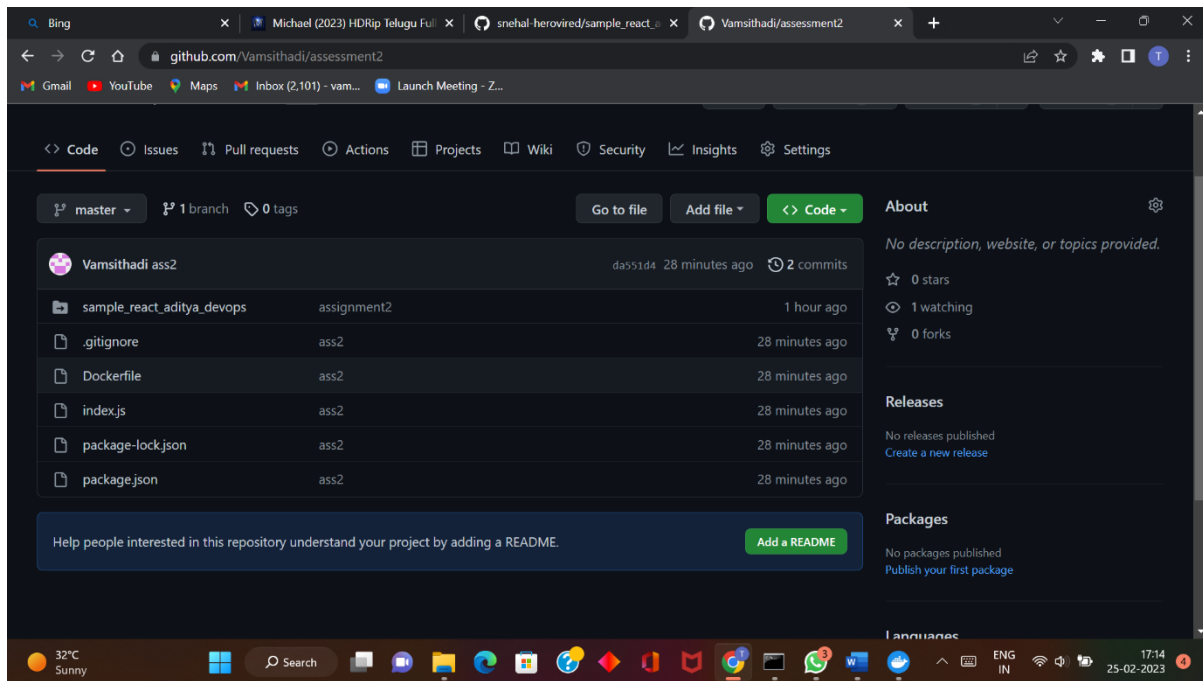 Bing
Michael (2023) HDRip Telugu Full
snehal-herovired/sample_react_a
Vamsithadi/assessment2
github.com/Vamsithadi/assessment2
T
Gmail YouTube Maps Inbox (2,101) - vam... Launch Meeting - Z...
Code Issues Pull requests Actions Projects Wiki Security Insights Settings
master 1 branch 0 tags Go to file Add file Code
Vamsithadi ass2 da551d4 28 minutes ago 2 commits
sample_react_aditya_devops assignment2 1 hour ago
.gitignore ass2 28 minutes ago
Dockerfile ass2 28 minutes ago
index.js ass2 28 minutes ago
package-lock.json ass2 28 minutes ago
package.json ass2 28 minutes ago
Help people interested in this repository understand your project by adding a README. Add a README
About
No description, website, or topics provided.
0 stars
1 watching
0 forks
Releases
No releases published
Create a new release
Packages
No packages published
Publish your first package
Languages
32°C
Sunny
Search
T
3
ENG
IN
17:14
25-02-2023
4